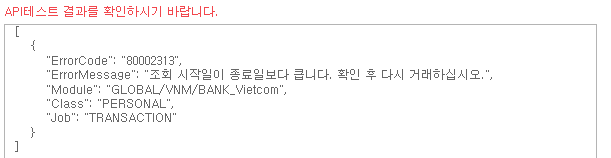 API테스트 결과를 확인하시기 바랍니다.
[
{
"ErrorCode": "80002313",
"ErrorMessage": "조회 시작일이 종료일보다 큽니다. 확인 후 다시 거래하십시오.",
"Module": "GLOBAL/VNM/BANK_Vietcom",
"Class": "PERSONAL",
"Job": "TRANSACTION"
}
]